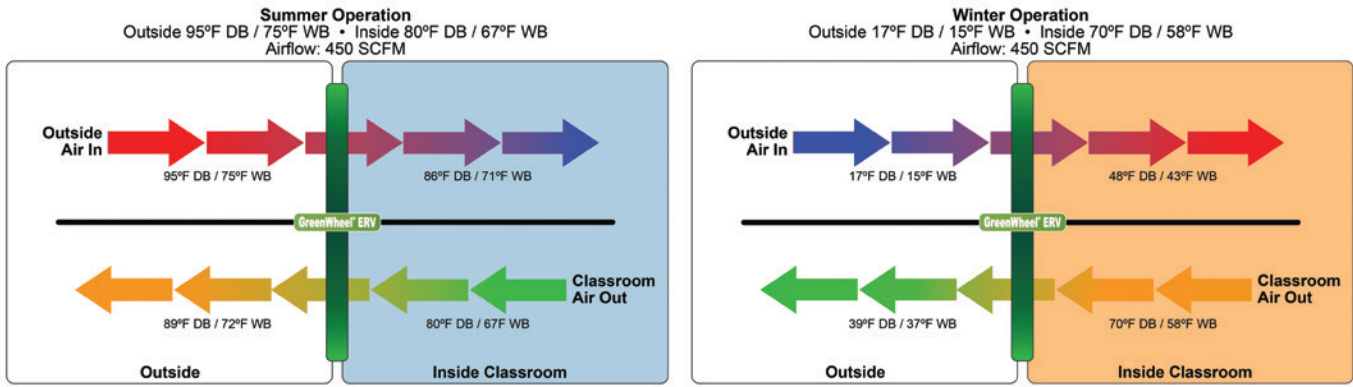 Summer Operation
Outside 95ºF DB / 75ºF WB • Inside 80ºF DB / 67ºF WB
Airflow: 450 SCFM
Outside
Air In
95ºF DB / 75ºF WB
86ºF DB / 71ºF WB
GreenWheel® ERV
Classroom
Air Out
89ºF DB / 72ºF WB
80ºF DB / 67F WB
Outside
Inside Classroom
Winter Operation
Outside 17ºF DB / 15ºF WB • Inside 70ºF DB / 58ºF WB
Airflow: 450 SCFM
Outside
Air In
17ºF DB / 15ºF WB
48ºF DB / 43ºF WB
GreenWheel® ERV
Classroom
Air Out
39ºF DB / 37ºF WB
70ºF DB / 58ºF WB
Outside
Inside Classroom